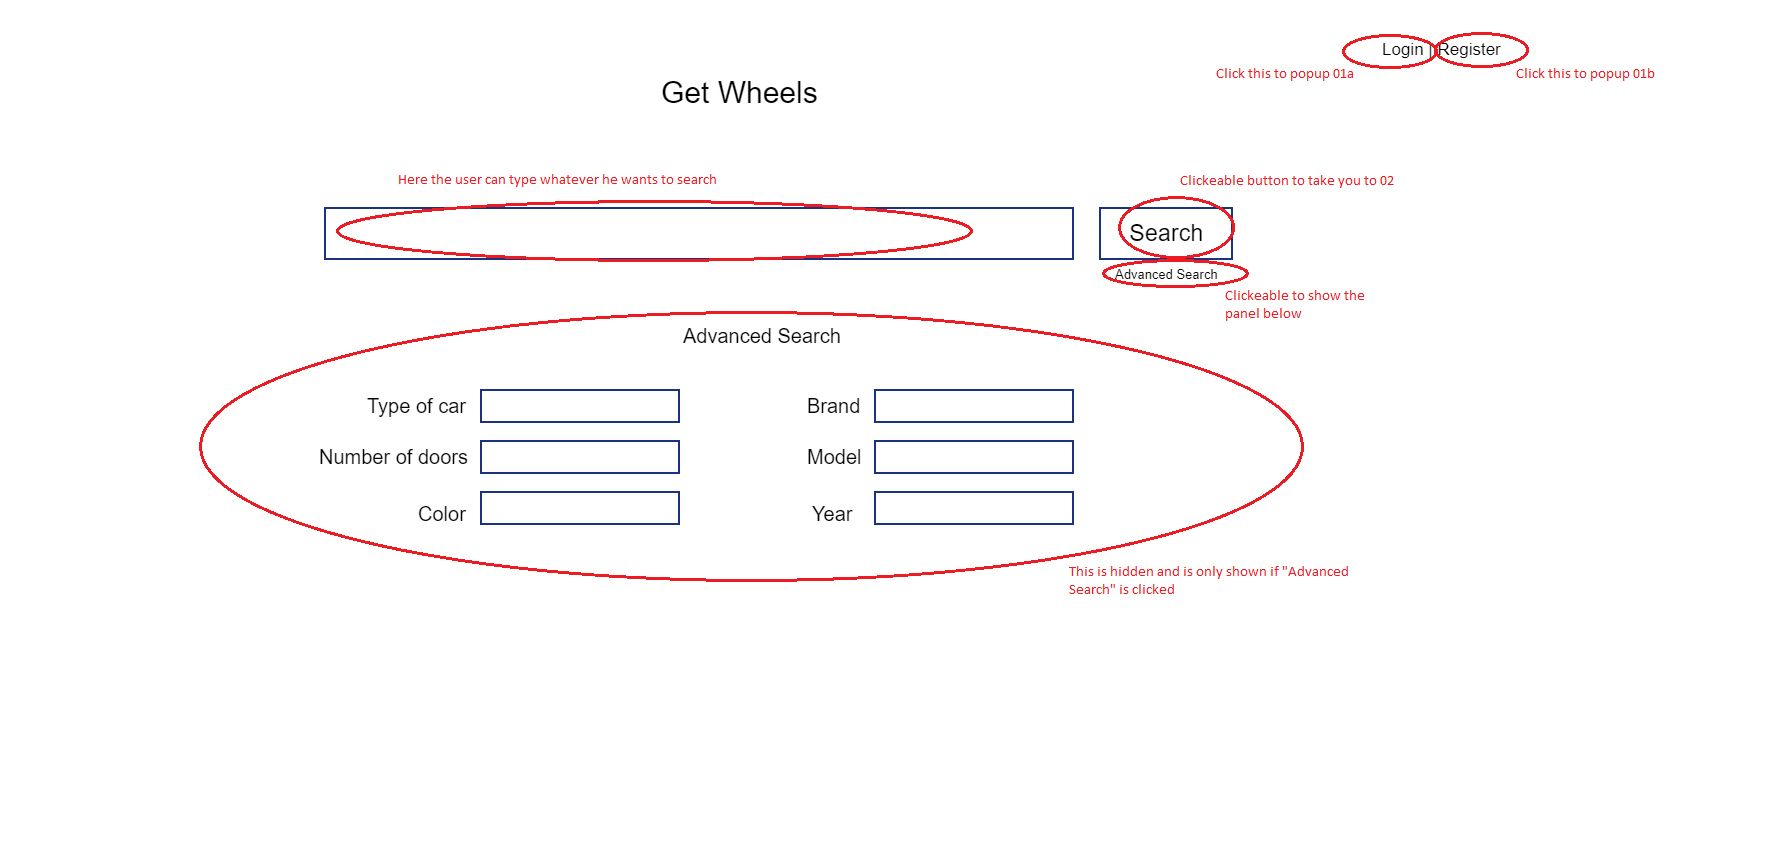 Login | Register
Click this to popup 01a
Click this to popup 01b
Get Wheels
Here the user can type whatever he wants to search
Clickeable button to take you to 02
Search
Advanced Search
Clickeable to show the
panel below
Advanced Search
Type of car
Brand
Number of doors
Model
Color
Year
This is hidden and is only shown if "Advanced
Search" is clicked